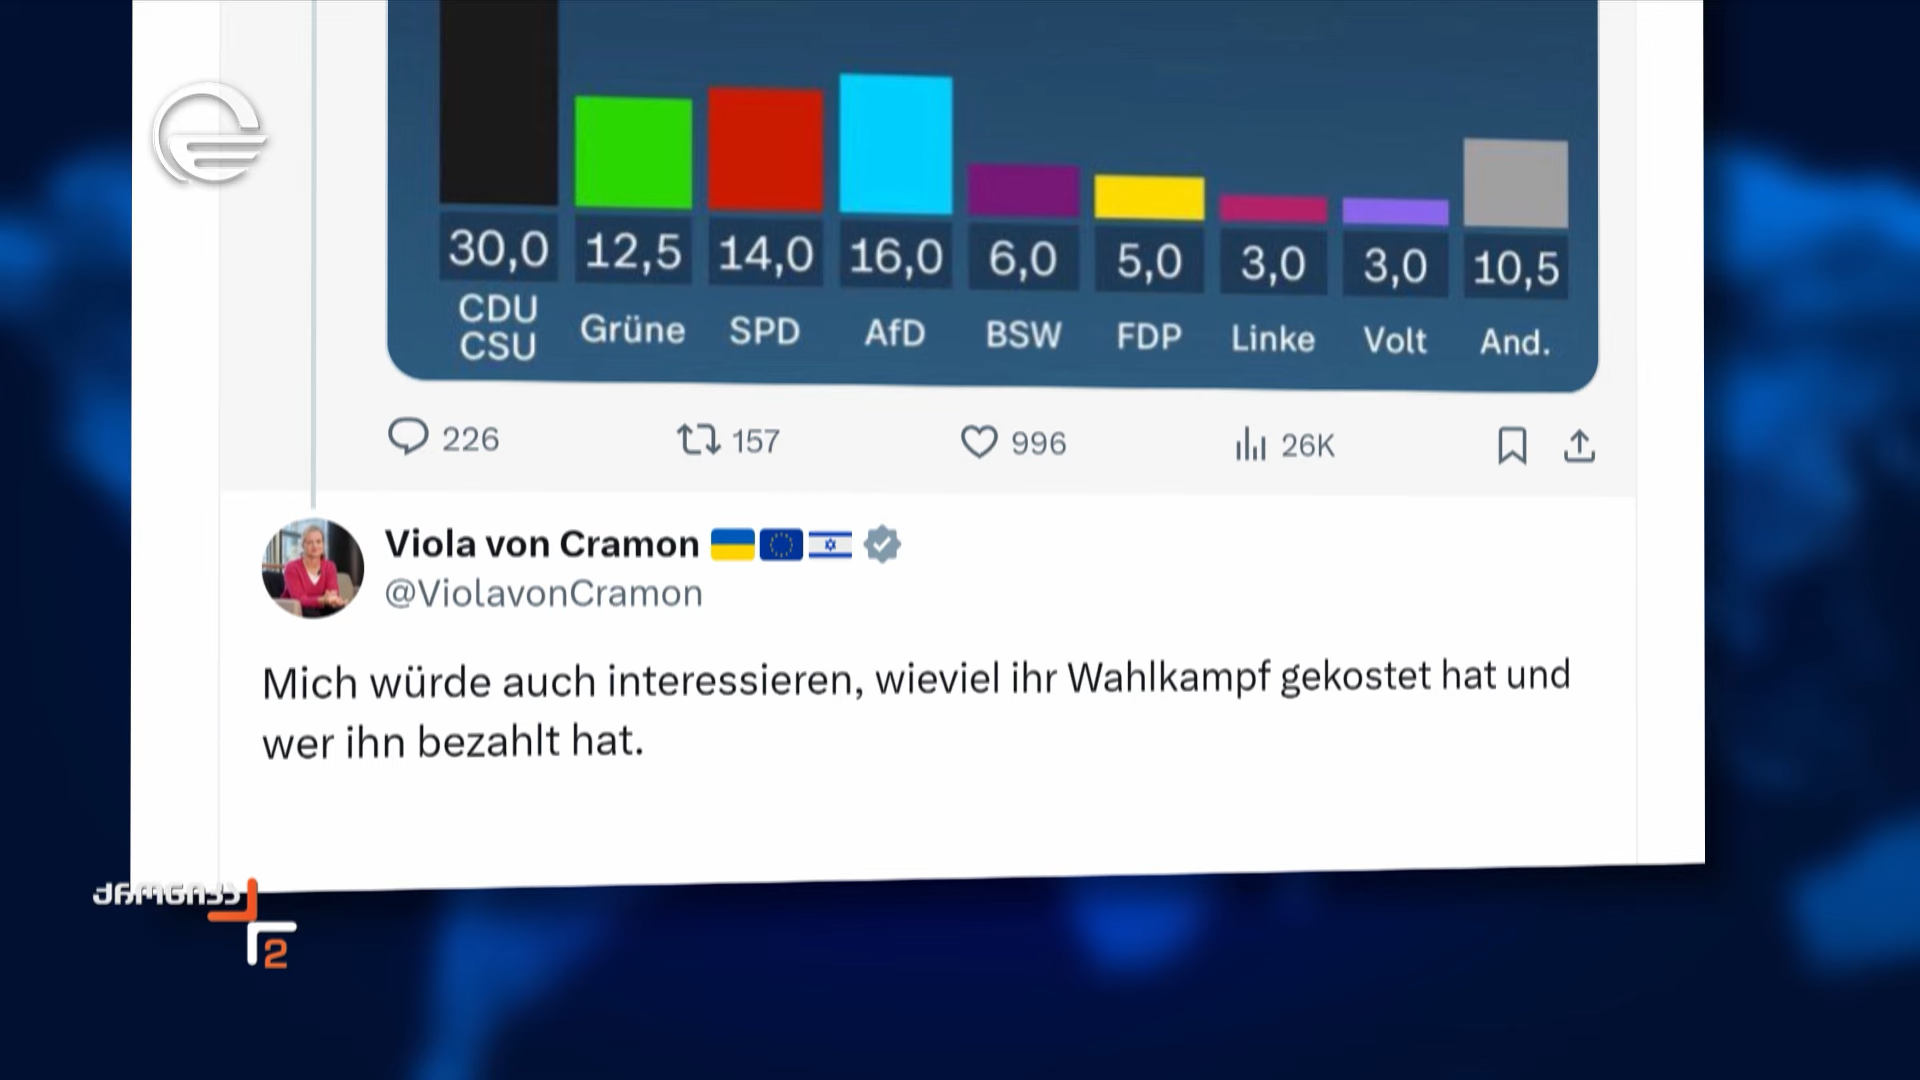 30,0 12,5 14,0 16,0 6,0 5,0 3,0 3,0 10,5
CDU CSU Grüne SPD AfD BSW FDP Linke Volt And.
226 157 996 26K
Viola von Cramon
@ViolavonCramon
Mich würde auch interessieren, wieviel ihr Wahlkampf gekostet hat und
wer ihn bezahlt hat.
ქრონიკა
2